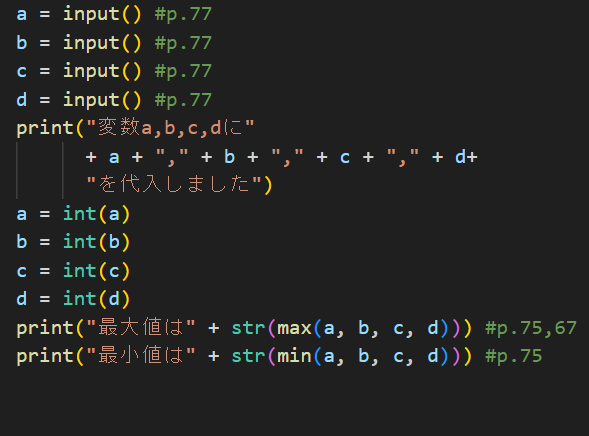 a = input() #p.77
b = input() #p.77
c = input() #p.77
d = input() #p.77
print("変数a,b,c,dに"
      + a + "," + b + "," + c + "," + d+
      "を代入しました")
a = int(a)
b = int(b)
c = int(c)
d = int(d)
print("最大値は" + str(max(a, b, c, d))) #p.75,67
print("最小値は" + str(min(a, b, c, d))) #p.75